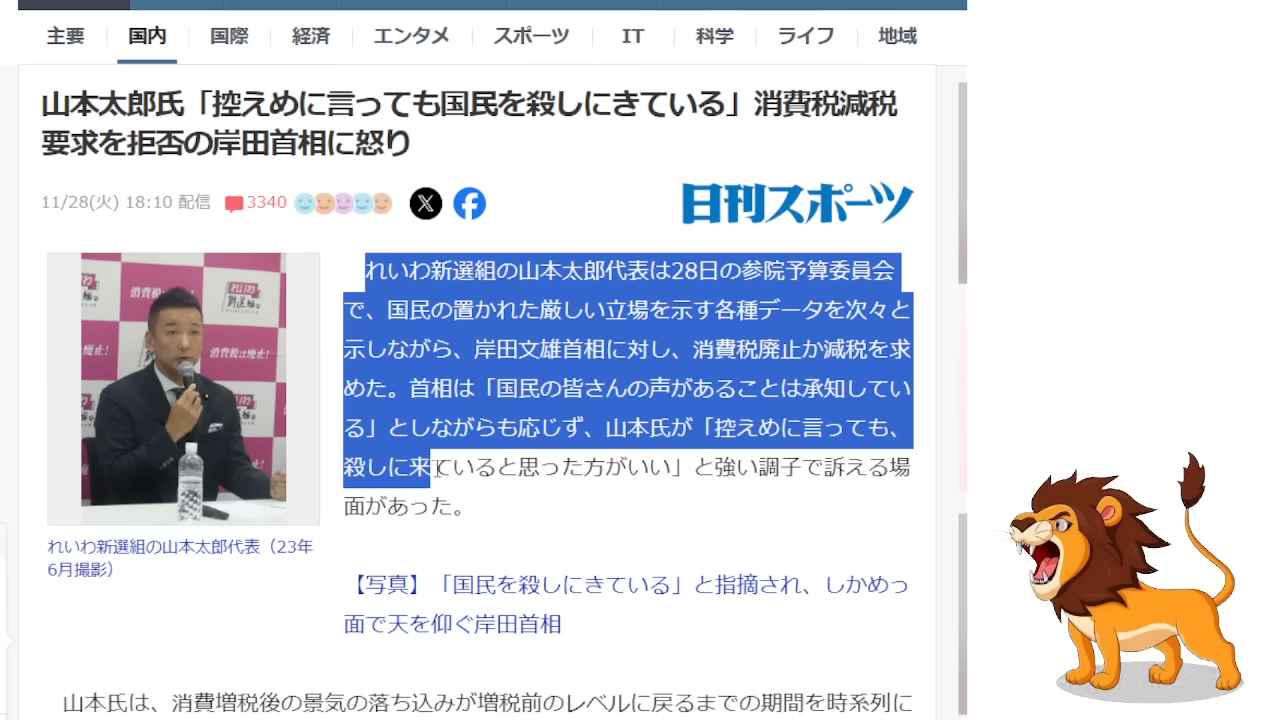 主要 国内 国際 経済 エンタメ スポーツ IT 科学 ライフ 地域
山本太郎氏「控えめに言っても国民を殺しにきている」消費税減税
要求を拒否の岸田首相に怒り
11/28(火) 18:10 配信 3340
日刊スポーツ
れいわ新選組の山本太郎代表は28日の参院予算委員会
で、国民の置かれた厳しい立場を示す各種データを次々と
示しながら、岸田文雄首相に対し、消費税廃止か減税を求
めた。首相は「国民の皆さんの声があることは承知してい
る」としながらも応じず、山本氏が「控えめに言っても、
殺しに来ていると思った方がいい」と強い調子で訴える場
面があった。
消費税は廃止!
れいわ新選組の山本太郎代表（23年
6月撮影）
【写真】「国民を殺しにきている」と指摘され、しかめっ
面で天を仰ぐ岸田首相
山本氏は、消費増税後の景気の落ち込みが増税前のレベルに戻るまでの期間を時系列に